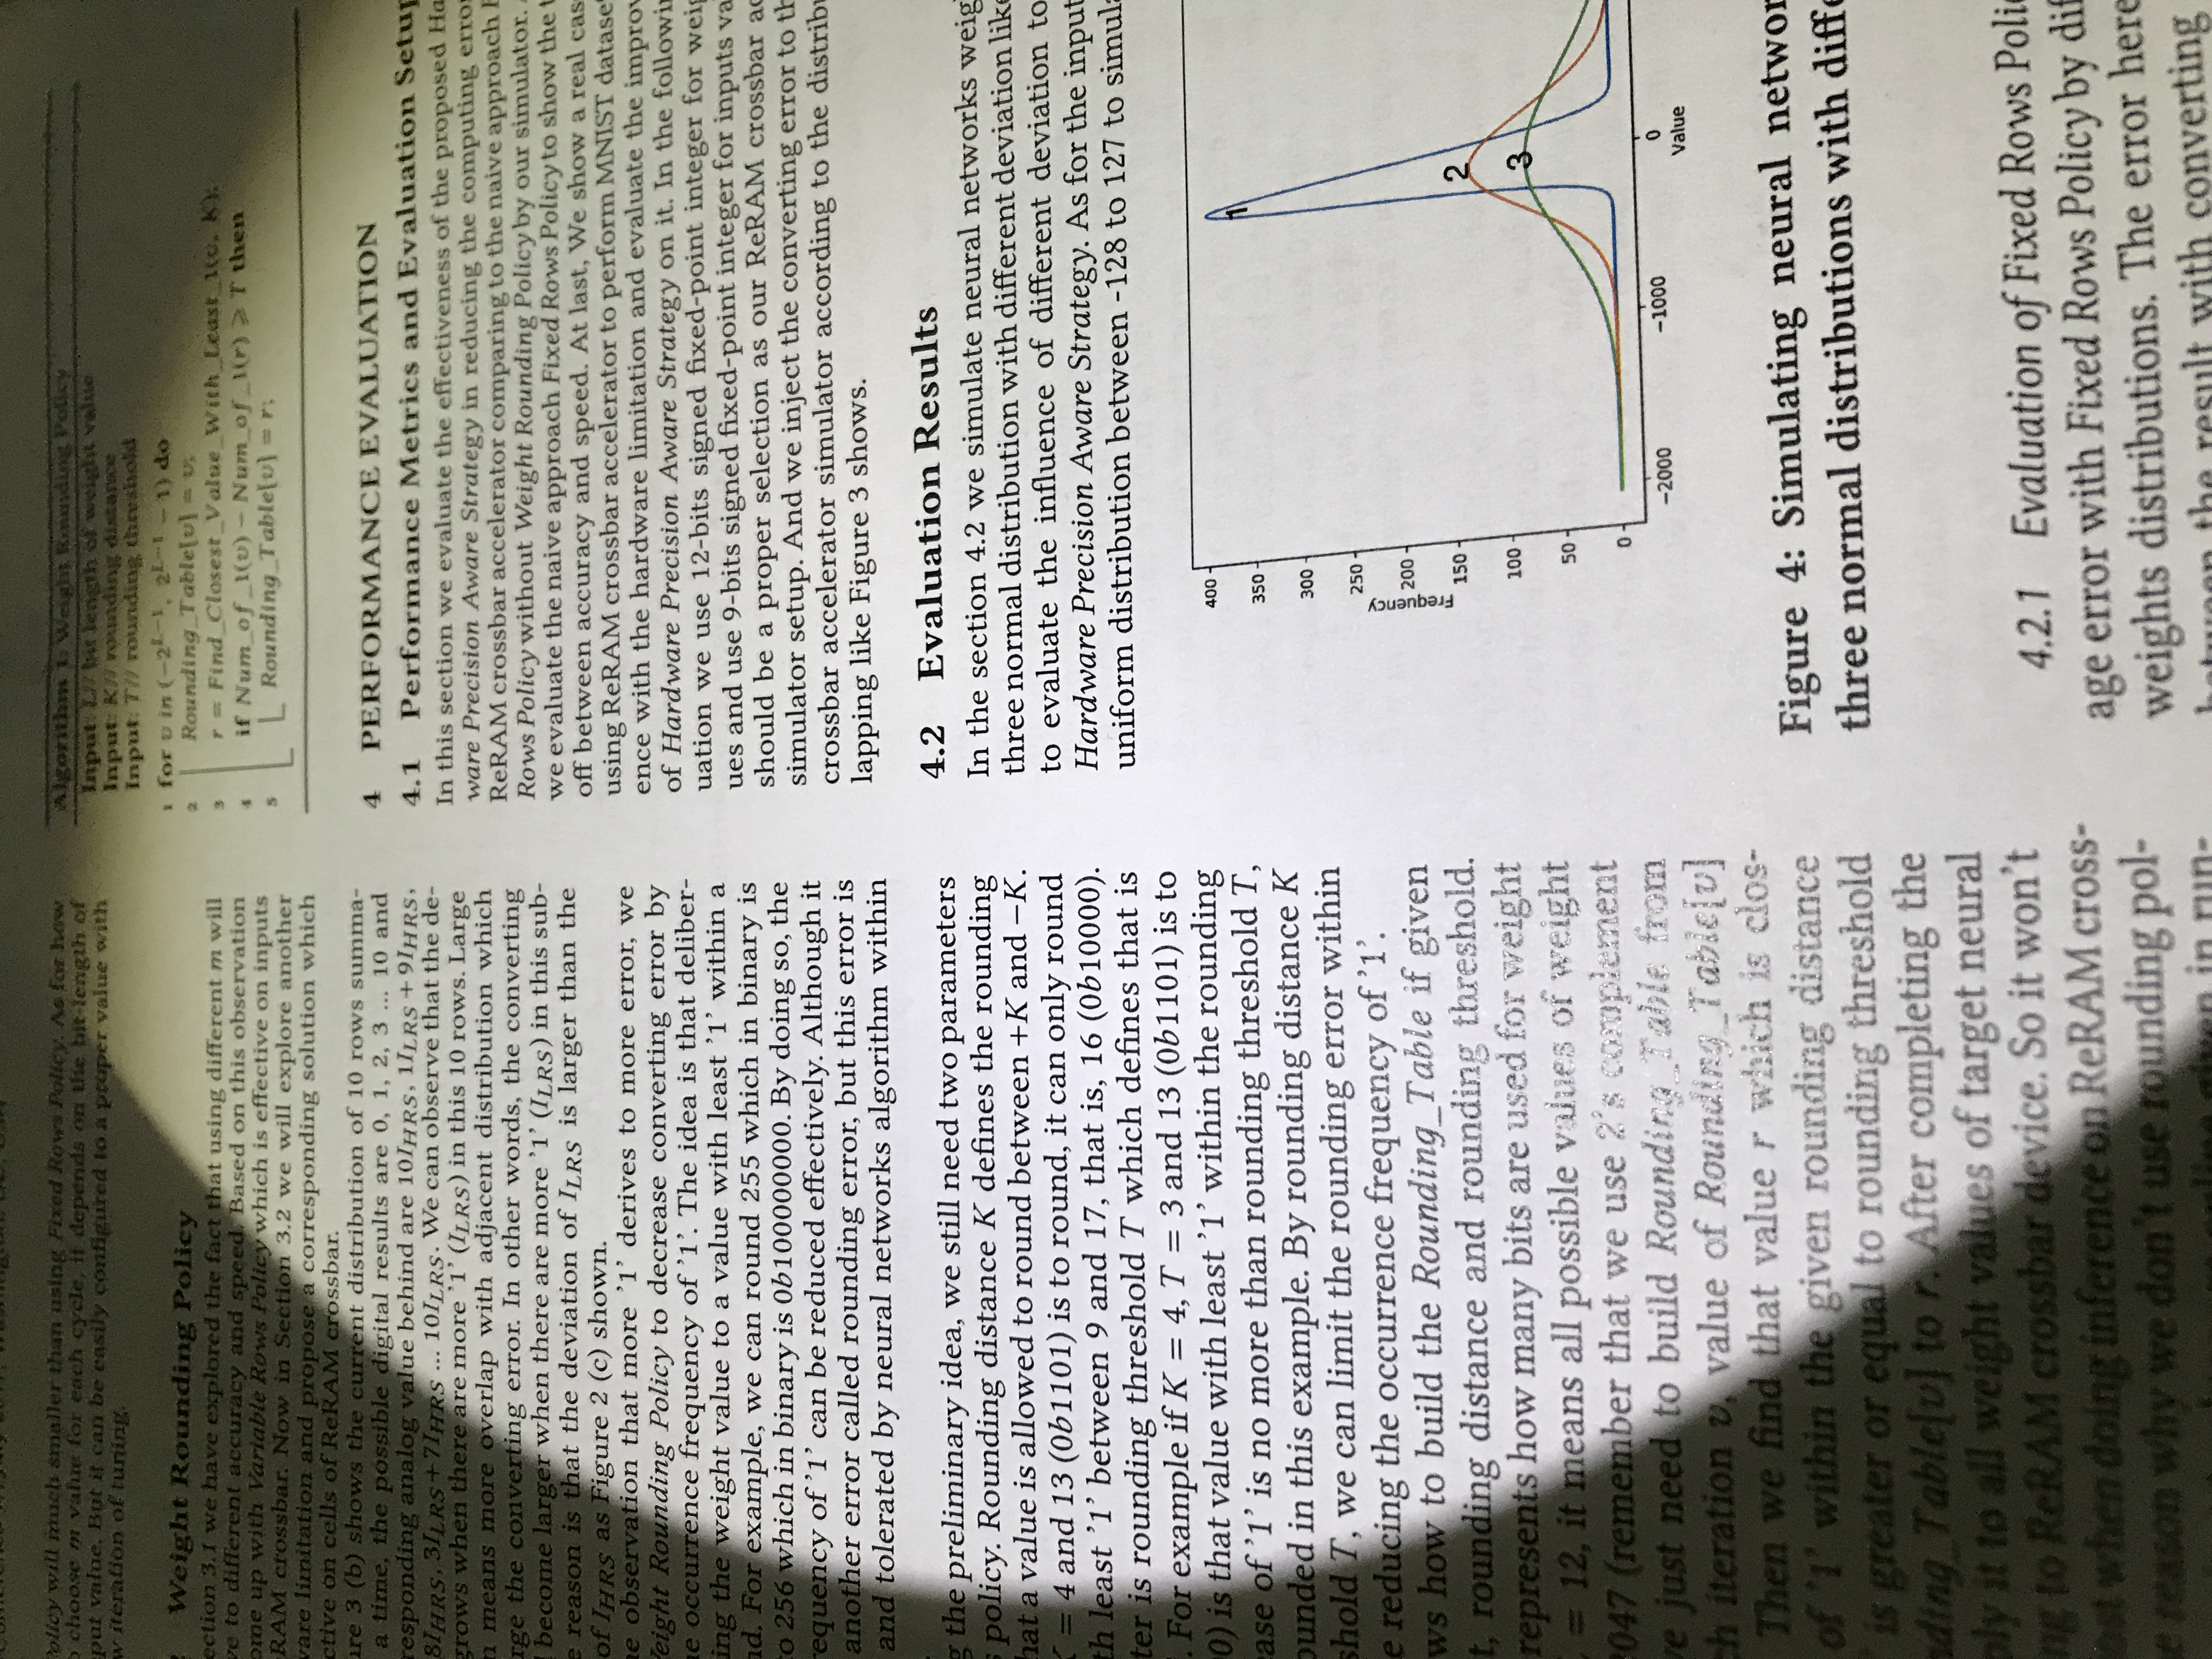 Policy will much smaller than using Fixed Rows Policy. As for how
choose m value for each cycle, it depends on the bit-length of
put value. But it can be easily configured to a proper value with
w iteration of tuning.
Weight Rounding Policy
ection 3.1 we have explored the fact that using different m will
ve to different accuracy and speed. Based on this observation
ome up with Variable Rows Policy which is effective on inputs
RAM crossbar. Now in Section 3.2 we will explore another
ware limitation and propose a corresponding solution which
ctive on cells of ReRAM crossbar.
ure 3 (b) shows the current distribution of 10 rows summa-
a time, the possible digital results are 0, 1, 2, 3 ... 10 and
responding analog value behind are 10IHRS, 1ILRS +9IHRS,
8IHRS, 3ILRS+7IHRS ... 10ILRS. We can observe that the de-
grows when there are more '1' (ILRS) in this 10 rows. Large
n means more overlap with adjacent distribution which
rge the converting error. In other words, the converting
become larger when there are more '1' (ILRS) in this sub-
e reason is that the deviation of ILRS is larger than the
of IHRS as Figure 2 (c) shown.
he observation that more '1' derives to more error, we
Weight Rounding Policy to decrease converting error by
he occurrence frequency of '1'. The idea is that deliber-
ing the weight value to a value with least '1' within a
nd. For example, we can round 255 which in binary is
to 256 which in binary is 0b100000000. By doing so, the
requency of '1' can be reduced effectively. Although it
another error called rounding error, but this error is
and tolerated by neural networks algorithm within
g the preliminary idea, we still need two parameters
s policy. Rounding distance K defines the rounding
hat a value is allowed to round between +K and −K.
K = 4 and 13 (0b1101) is to round, it can only round
th least '1' between 9 and 17, that is, 16 (0b10000).
ter is rounding threshold T which defines that is
. For example if K = 4, T = 3 and 13 (0b1101) is to
0) is that value with least '1' within the rounding
ease of '1' is no more than rounding threshold T,
ounded in this example. By rounding distance K
shold T, we can limit the rounding error within
e reducing the occurrence frequency of '1'.
ws how to build the Rounding_Table if given
t, rounding distance and rounding threshold.
represents how many bits are used for weight
= 12, it means all possible values of weight
2047 (remember that we use 2's complement
ve just need to build Rounding_Table from
ch iteration v, value of Rounding_Table[v]
Then we find that value r which is clos-
of '1' within the given rounding distance
is greater or equal to rounding threshold
nding_Table[v] to r. After completing the
ply it to all weight values of target neural
ng to ReRAM crossbar device. So it won't
ost when doing inference on ReRAM cross-
e reason why we don't use rounding pol-
given in run-
Algorithm 1: Weight Rounding Policy
Input: L// bit length of weight value
Input: K// rounding distance
Input: T// rounding threshold
1 for v in (−2^{L−1}, 2^{L−1} − 1) do
2 Rounding_Table[v] = v;
3 r = Find_Closest_Value_With_Least_1(v, K);
4 if Num_of_1(v) − Num_of_1(r) ⩾ T then
5 Rounding_Table[v] = r;
4 PERFORMANCE EVALUATION
4.1 Performance Metrics and Evaluation Setup
In this section we evaluate the effectiveness of the proposed Ha
ware Precision Aware Strategy in reducing the computing error
ReRAM crossbar accelerator comparing to the naive approach
Rows Policy without Weight Rounding Policy by our simulator.
we evaluate the naive approach Fixed Rows Policy to show the t
off between accuracy and speed. At last, We show a real cas
using ReRAM crossbar accelerator to perform MNIST dataset
ence with the hardware limitation and evaluate the improv
of Hardware Precision Aware Strategy on it. In the followin
uation we use 12-bits signed fixed-point integer for weig
ues and use 9-bits signed fixed-point integer for inputs va
should be a proper selection as our ReRAM crossbar ac
simulator setup. And we inject the converting error to th
crossbar accelerator simulator according to the distribu
lapping like Figure 3 shows.
4.2 Evaluation Results
In the section 4.2 we simulate neural networks weig
three normal distribution with different deviation like
to evaluate the influence of different deviation to
Hardware Precision Aware Strategy. As for the input
uniform distribution between -128 to 127 to simula
400
350
300
250
200
150
100
50
0
Frequency
1
2
3
−2000
−1000
0
Value
Figure 4: Simulating neural networ
three normal distributions with diffe
4.2.1 Evaluation of Fixed Rows Poli
age error with Fixed Rows Policy by dif
weights distributions. The error here
between the result with converting